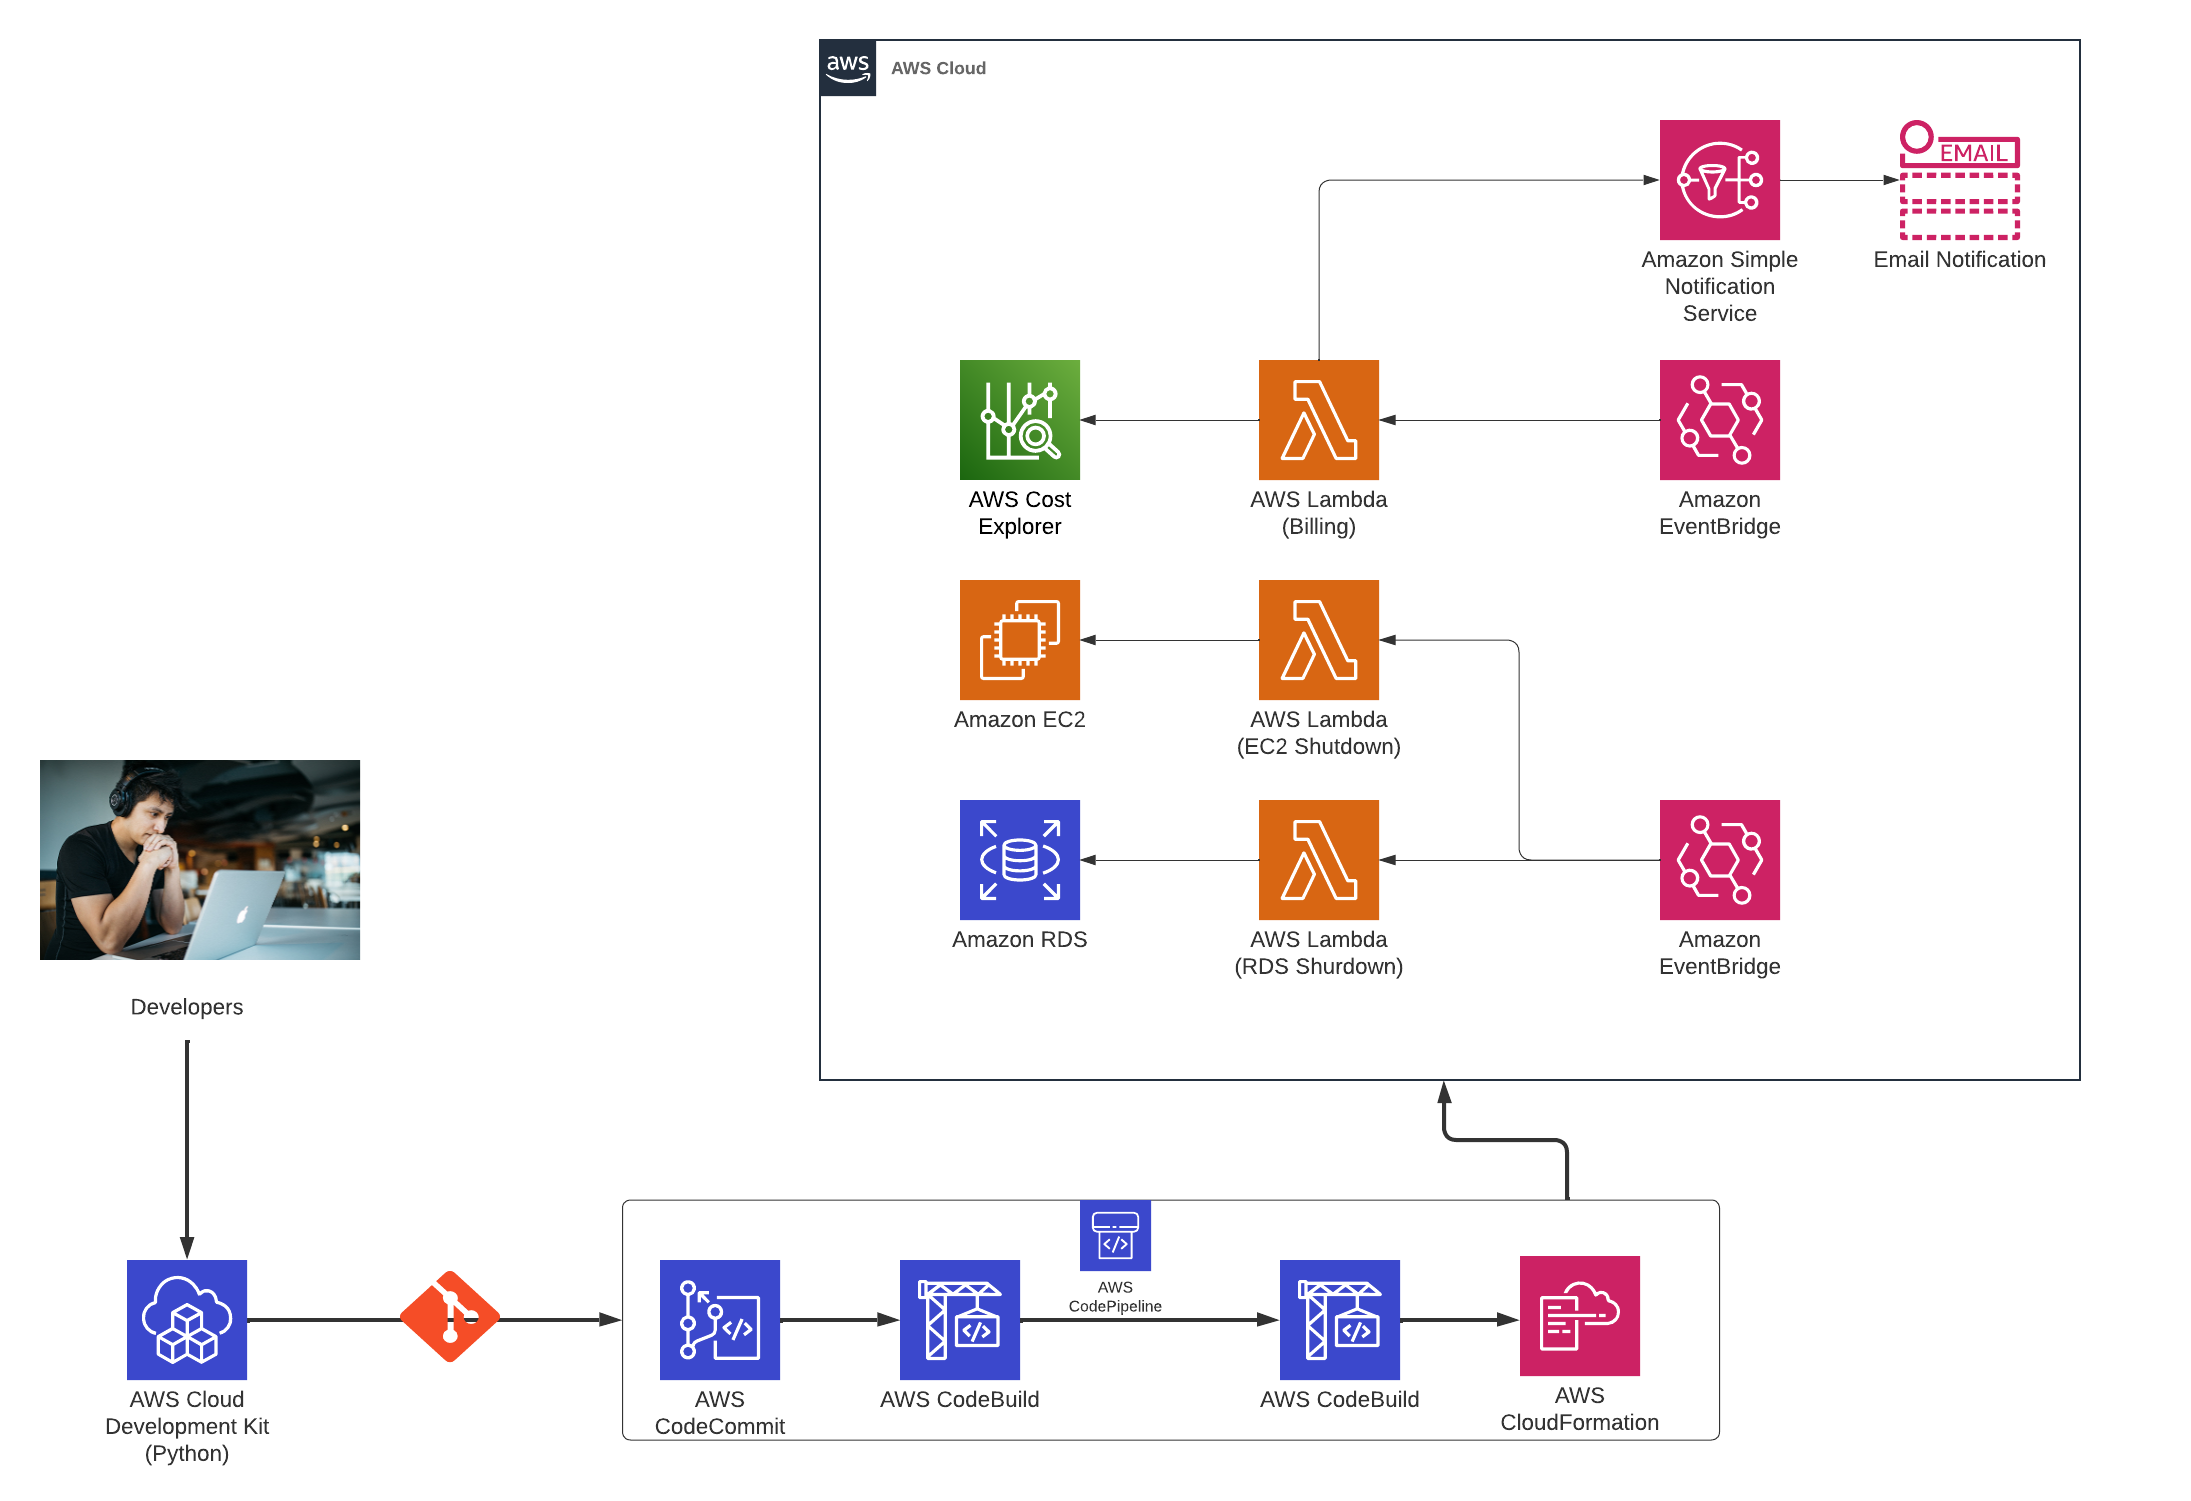 aws
AWS Cloud
EMAIL
Amazon Simple
Notification
Service
Email Notification
AWS Cost
Explorer
AWS Lambda
(Billing)
Amazon
EventBridge
Amazon EC2
AWS Lambda
(EC2 Shutdown)
Amazon RDS
AWS Lambda
(RDS Shurdown)
Amazon
EventBridge
Developers
AWS
CodePipeline
AWS Cloud
Development Kit
(Python)
AWS
CodeCommit
AWS CodeBuild
AWS CodeBuild
AWS
CloudFormation